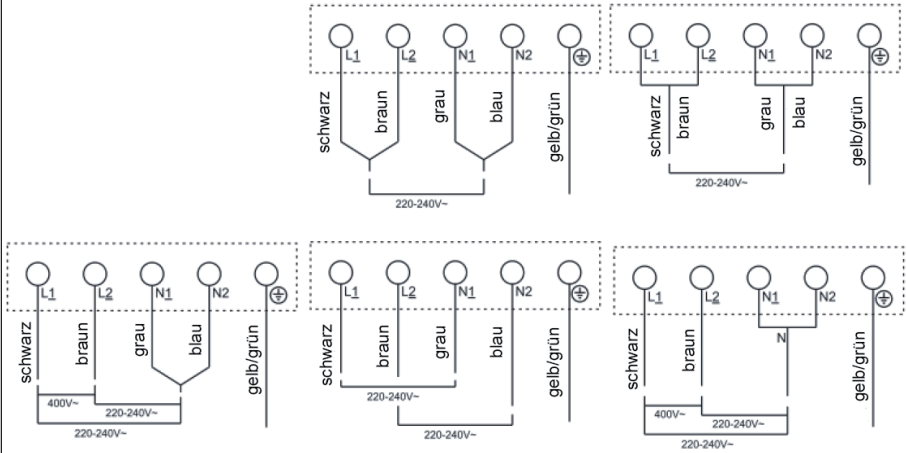 L1 L2 N1 N2
schwarz braun grau blau gelb/grün
220-240V~
L1 L2 N1 N2
schwarz braun grau blau gelb/grün
220-240V~
L1 L2 N1 N2
schwarz braun grau blau gelb/grün
400V~
220-240V~
220-240V~
L1 L2 N1 N2
schwarz braun grau blau gelb/grün
220-240V~
220-240V~
L1 L2 N1 N2
N
schwarz braun grau blau gelb/grün
400V~
220-240V~
220-240V~